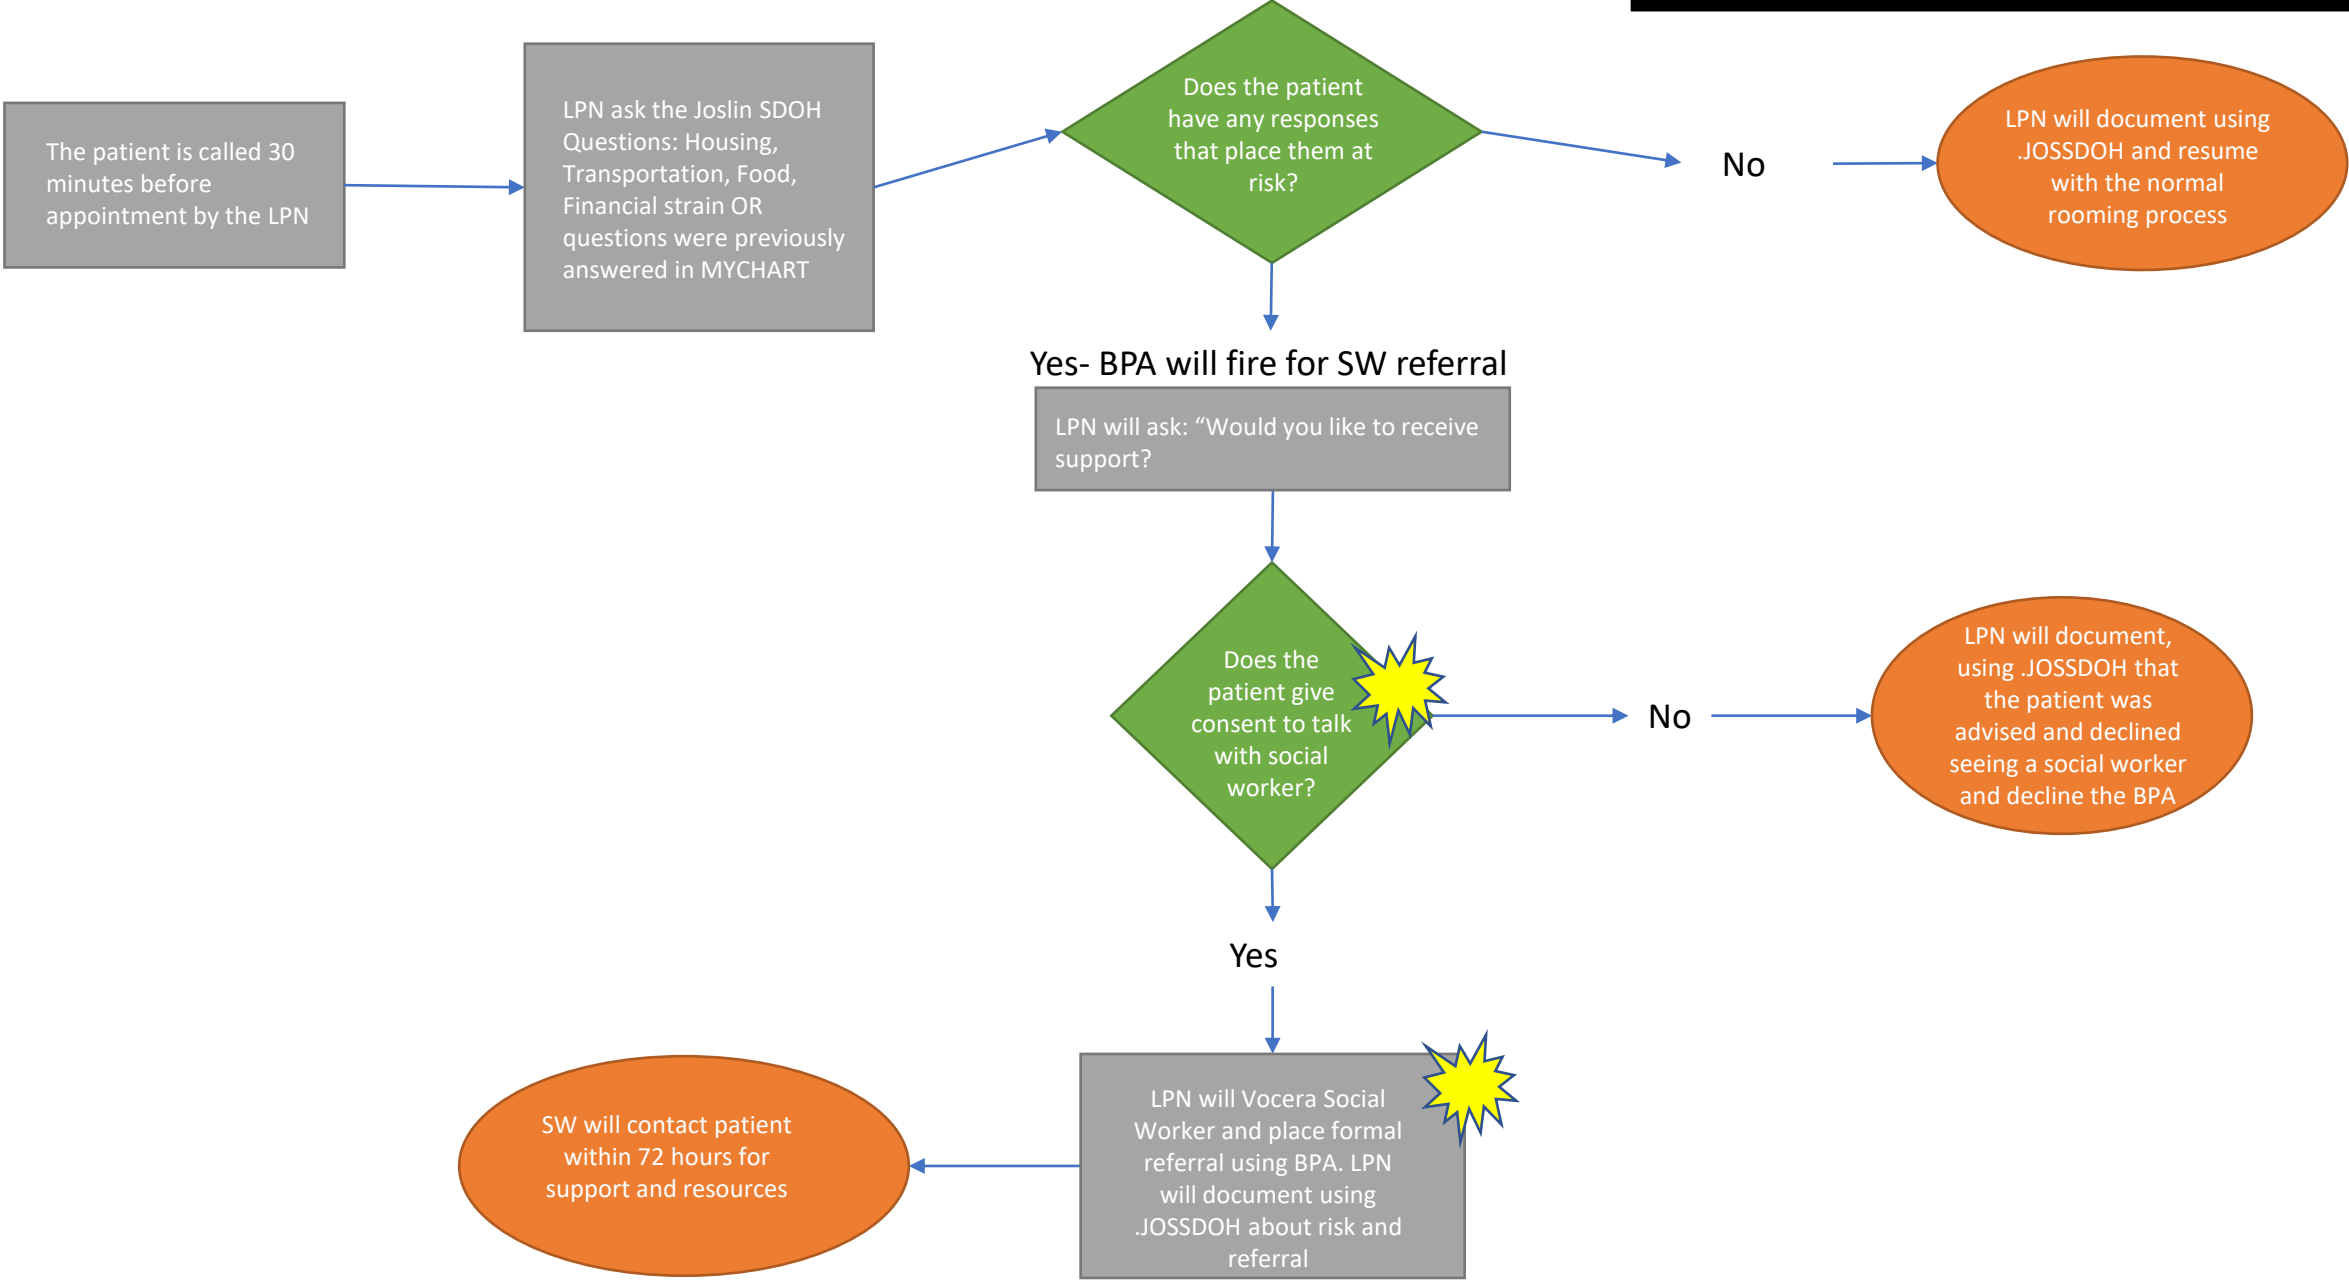 The patient is called 30
minutes before
appointment by the LPN
LPN ask the Joslin SDOH
Questions: Housing,
Transportation, Food,
Financial strain OR
questions were previously
answered in MYCHART
Does the patient
have any responses
that place them at
risk?
No
LPN will document using
.JOSSDOH and resume
with the normal
rooming process
Yes- BPA will fire for SW referral
LPN will ask: “Would you like to receive
support?
Does the
patient give
consent to talk
with social
worker?
No
LPN will document,
using .JOSSDOH that
the patient was
advised and declined
seeing a social worker
and decline the BPA
Yes
LPN will Vocera Social
Worker and place formal
referral using BPA. LPN
will document using
.JOSSDOH about risk and
referral
SW will contact patient
within 72 hours for
support and resources